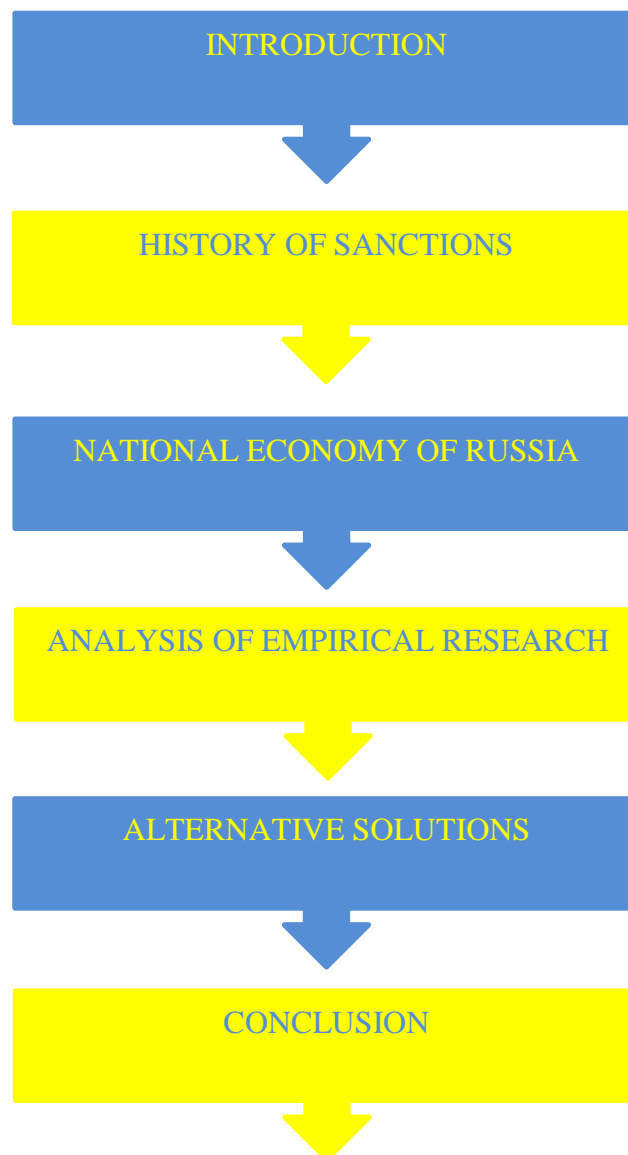 INTRODUCTION
HISTORY OF SANCTIONS
NATIONAL ECONOMY OF RUSSIA
ANALYSIS OF EMPIRICAL RESEARCH
ALTERNATIVE SOLUTIONS
CONCLUSION